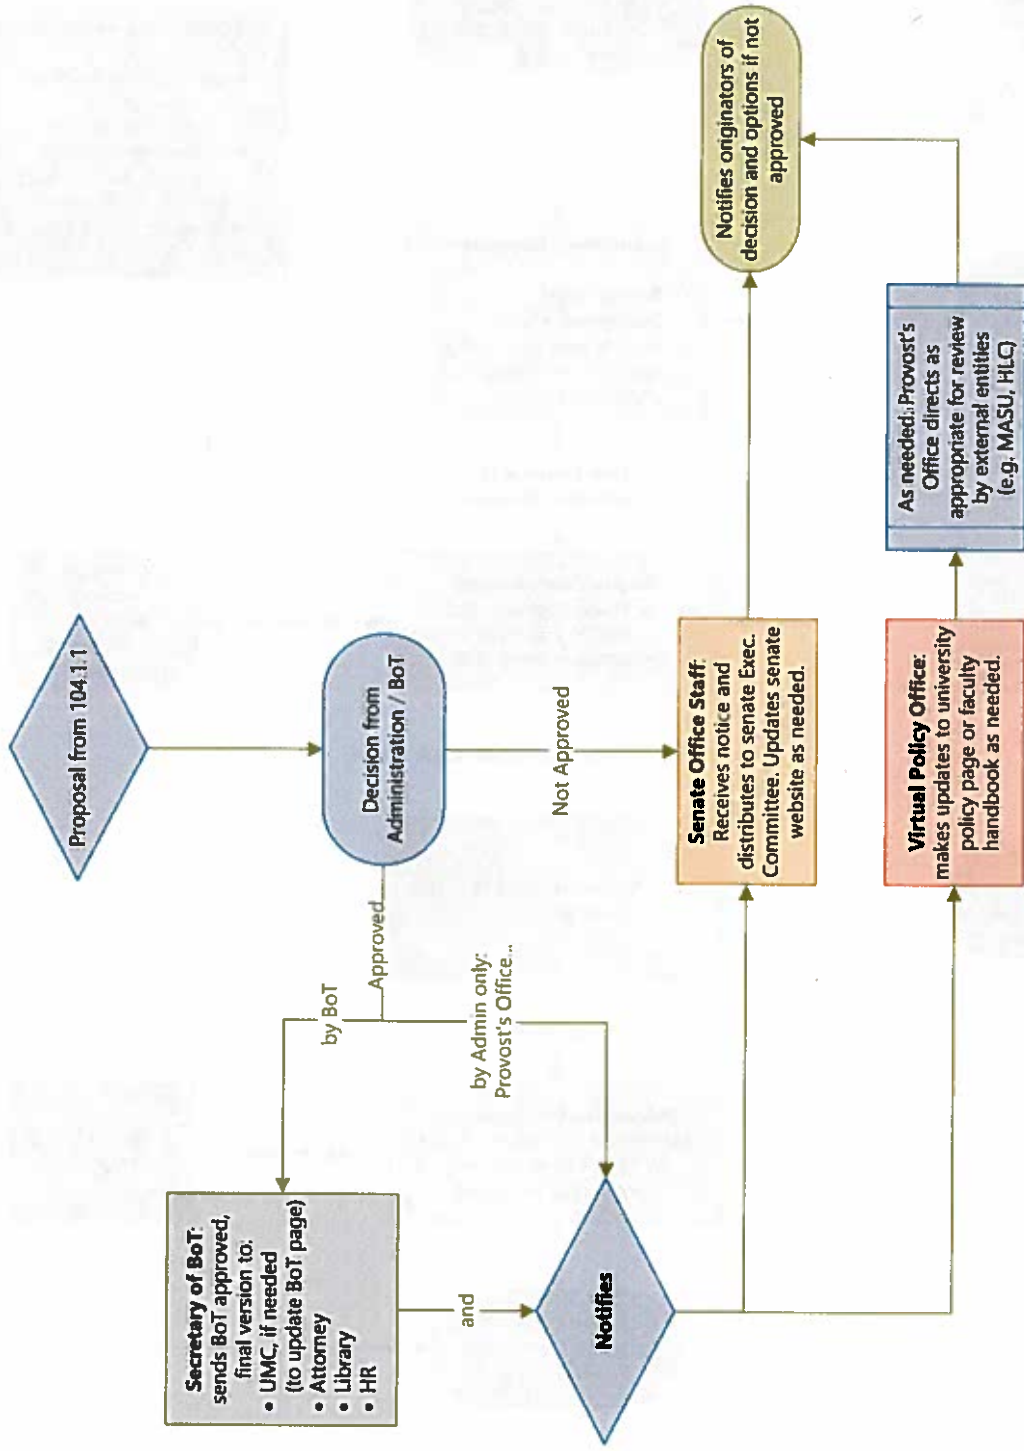 Proposal from 104.1.1
Decision from
Administration / BoT
Approved
by BoT
by Admin only:
Provost's Office...
Not Approved
Secretary of BoT:
sends BoT approved,
final version to:
• UMC, if needed
(to update BoT page)
• Attorney
• Library
• HR
and
Notifies
Senate Office Staff:
Receives notice and
distributes to senate Exec.
Committee. Updates senate
website as needed.
Virtual Policy Office:
makes updates to university
policy page or faculty
handbook as needed.
As needed: Provost's
Office directs as
appropriate for review
by external entities
(e.g. MASU, HLC)
Notifies originators of
decision and options if not
approved